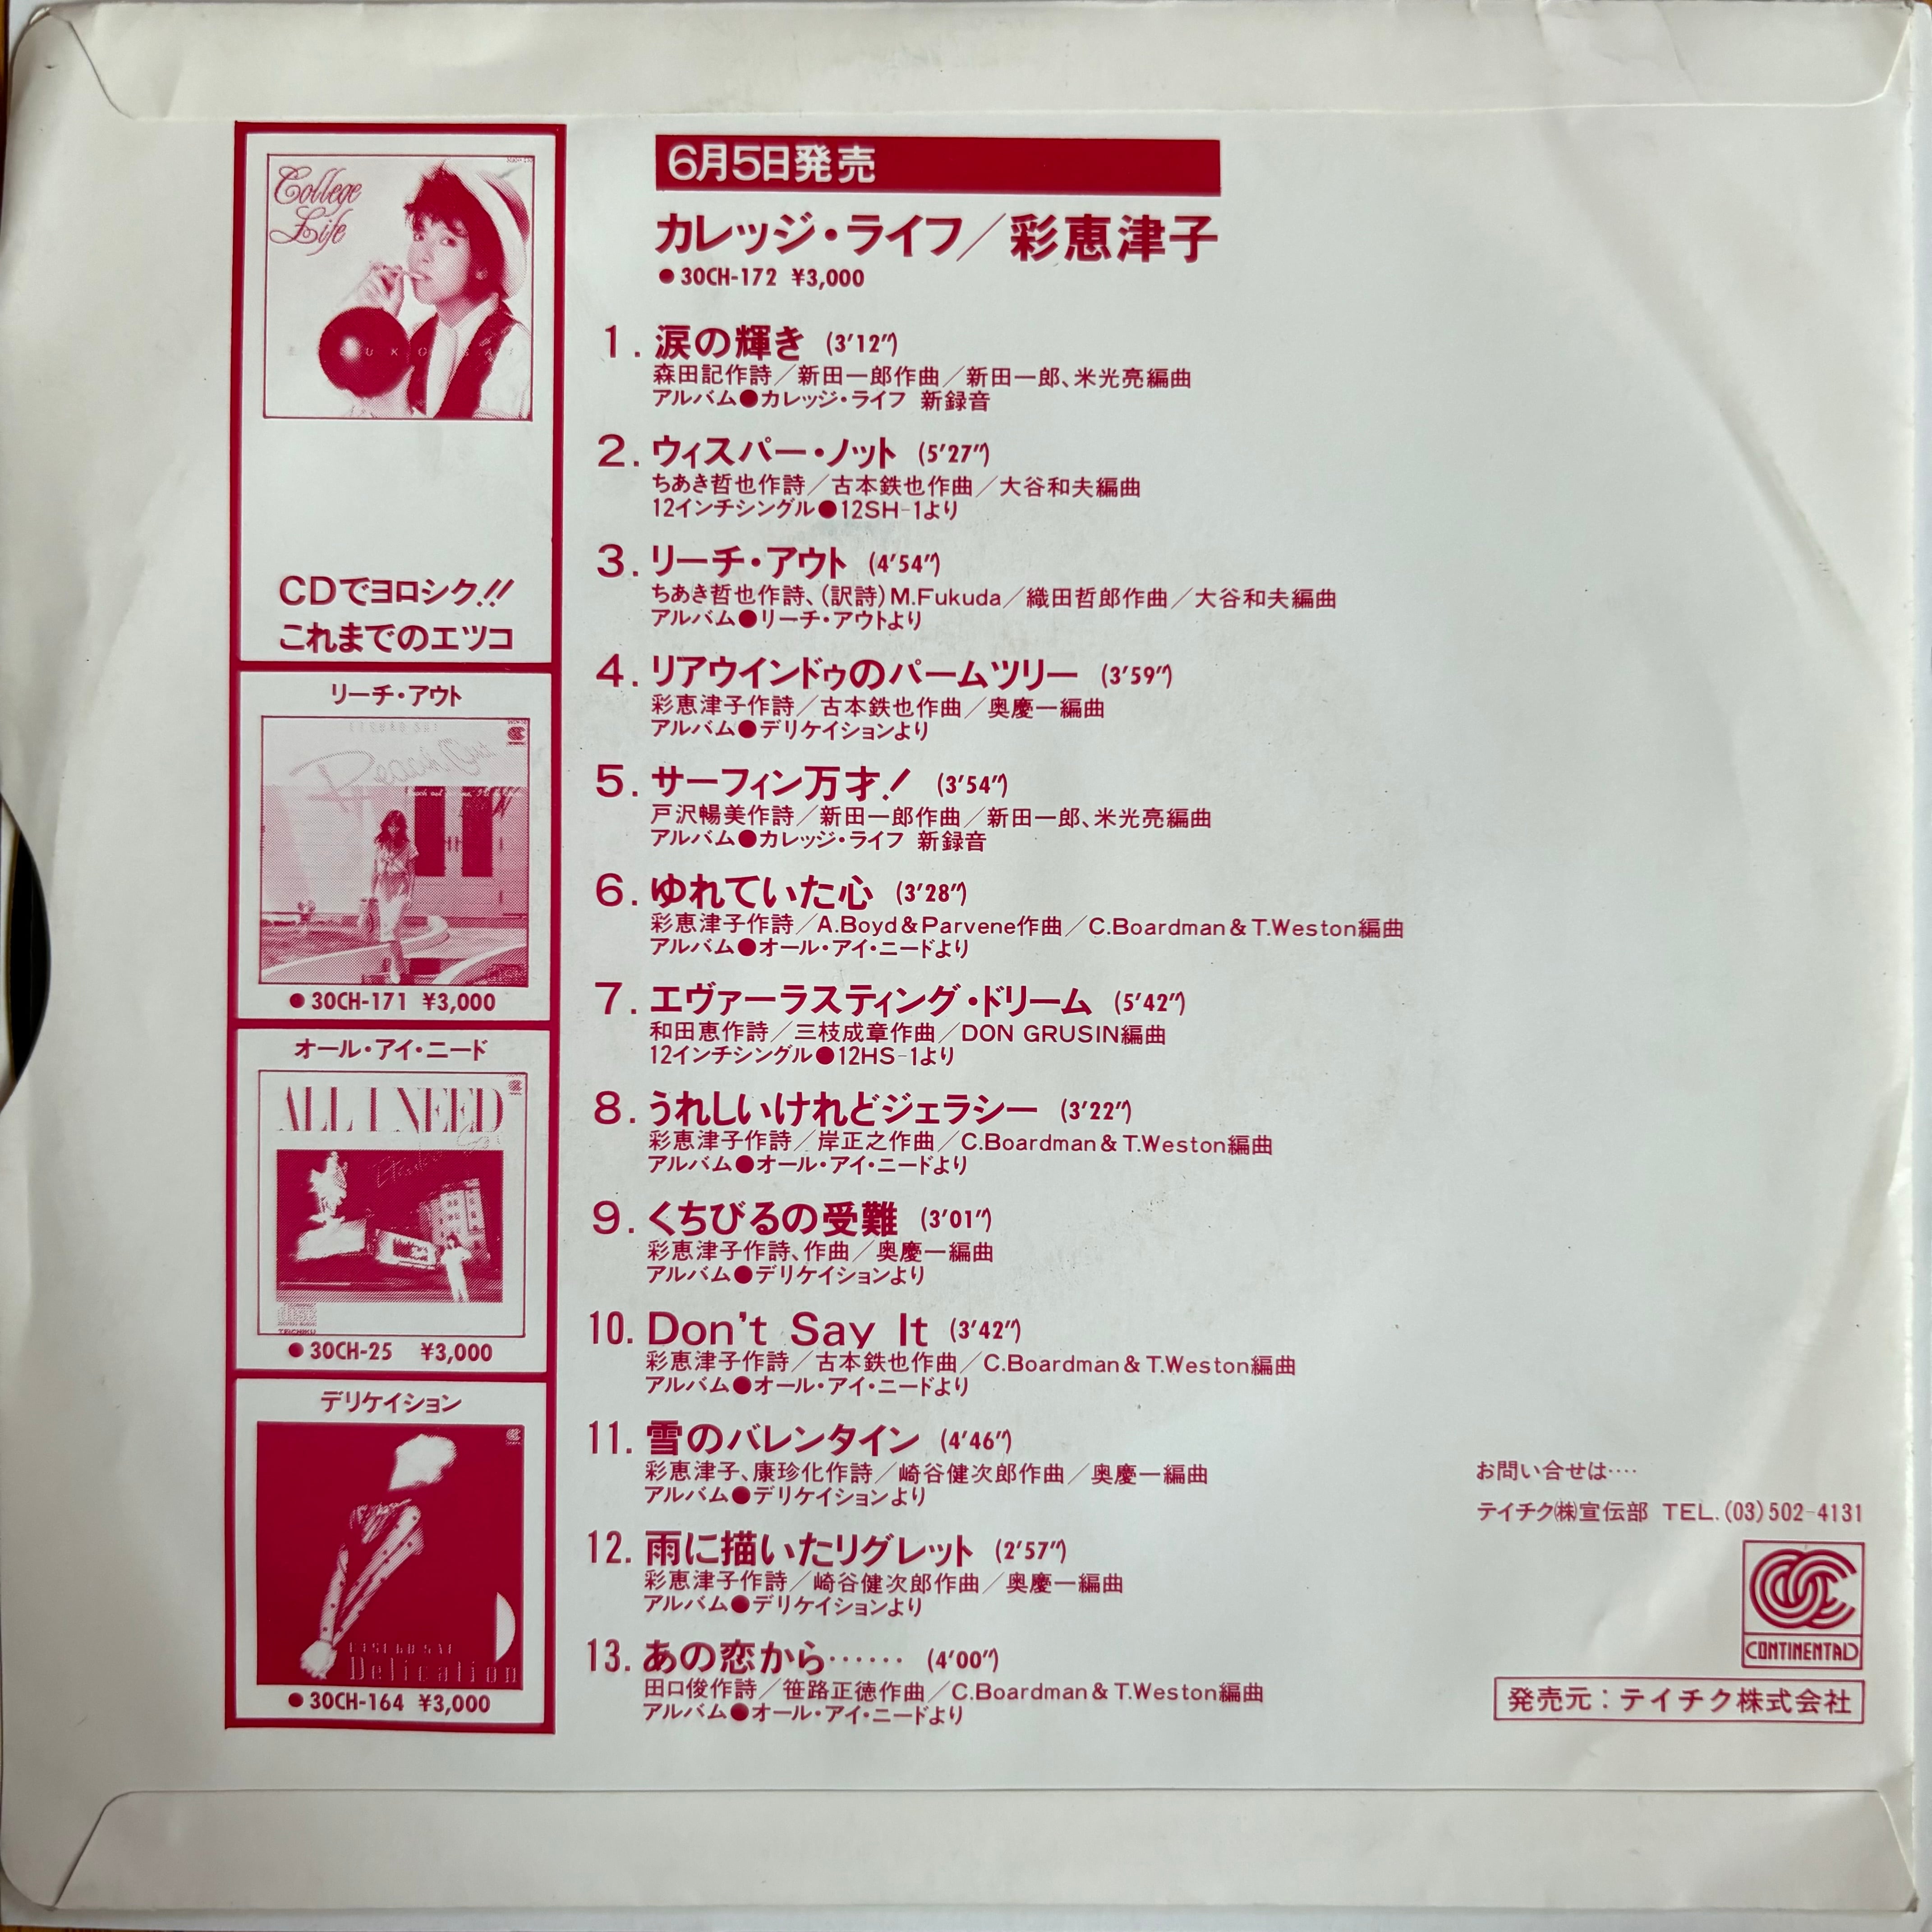 College
Life
CDでヨロシク!!
これまでのエツコ
リーチ・アウト
●30CH-171 ¥3,000
オール・アイ・ニード
ALL I NEED
●30CH-25 ¥3,000
デリケイション
ETSUKO SAI
Delication
●30CH-164 ¥3,000
6月5日発売
カレッジ・ライフ／彩恵津子
●30CH-172 ¥3,000
1. 涙の輝き (3'12")
森田記作詩／新田一郎作曲／新田一郎、米光亮編曲
アルバム●カレッジ・ライフ 新録音
2. ウィスパー・ノット (5'27")
ちあき哲也作詩／古本鉄也作曲／大谷和夫編曲
12インチシングル●12SH-1より
3. リーチ・アウト (4'54")
ちあき哲也作詩、(訳詩)M.Fukuda／織田哲郎作曲／大谷和夫編曲
アルバム●リーチ・アウトより
4. リアウインドゥのパームツリー (3'59")
彩恵津子作詩／古本鉄也作曲／奥慶一編曲
アルバム●デリケイションより
5. サーフィン万才! (3'54")
戸沢暢美作詩／新田一郎作曲／新田一郎、米光亮編曲
アルバム●カレッジ・ライフ 新録音
6. ゆれていた心 (3'28")
彩恵津子作詩／A.Boyd＆Parvene作曲／C.Boardman＆T.Weston編曲
アルバム●オール・アイ・ニードより
7. エヴァーラスティング・ドリーム (5'42")
和田恵作詩／三枝成章作曲／DON GRUSIN編曲
12インチシングル●12HS-1より
8. うれしいけれどジェラシー (3'22")
彩恵津子作詩／岸正之作曲／C.Boardman＆T.Weston編曲
アルバム●オール・アイ・ニードより
9. くちびるの受難 (3'01")
彩恵津子作詩、作曲／奥慶一編曲
アルバム●デリケイションより
10. Don't Say It (3'42")
彩恵津子作詩／古本鉄也作曲／C.Boardman＆T.Weston編曲
アルバム●オール・アイ・ニードより
11. 雪のバレンタイン (4'46")
彩恵津子、康珍化作詩／崎谷健次郎作曲／奥慶一編曲
アルバム●デリケイションより
12. 雨に描いたリグレット (2'57")
彩恵津子作詩／崎谷健次郎作曲／奥慶一編曲
アルバム●デリケイションより
13. あの恋から…… (4'00")
田口俊作詩／笹路正徳作曲／C.Boardman＆T.Weston編曲
アルバム●オール・アイ・ニードより
お問い合せは‥‥
テイチク㈱宣伝部 TEL.(03)502-4131
CONTINENTAL
発売元：テイチク株式会社